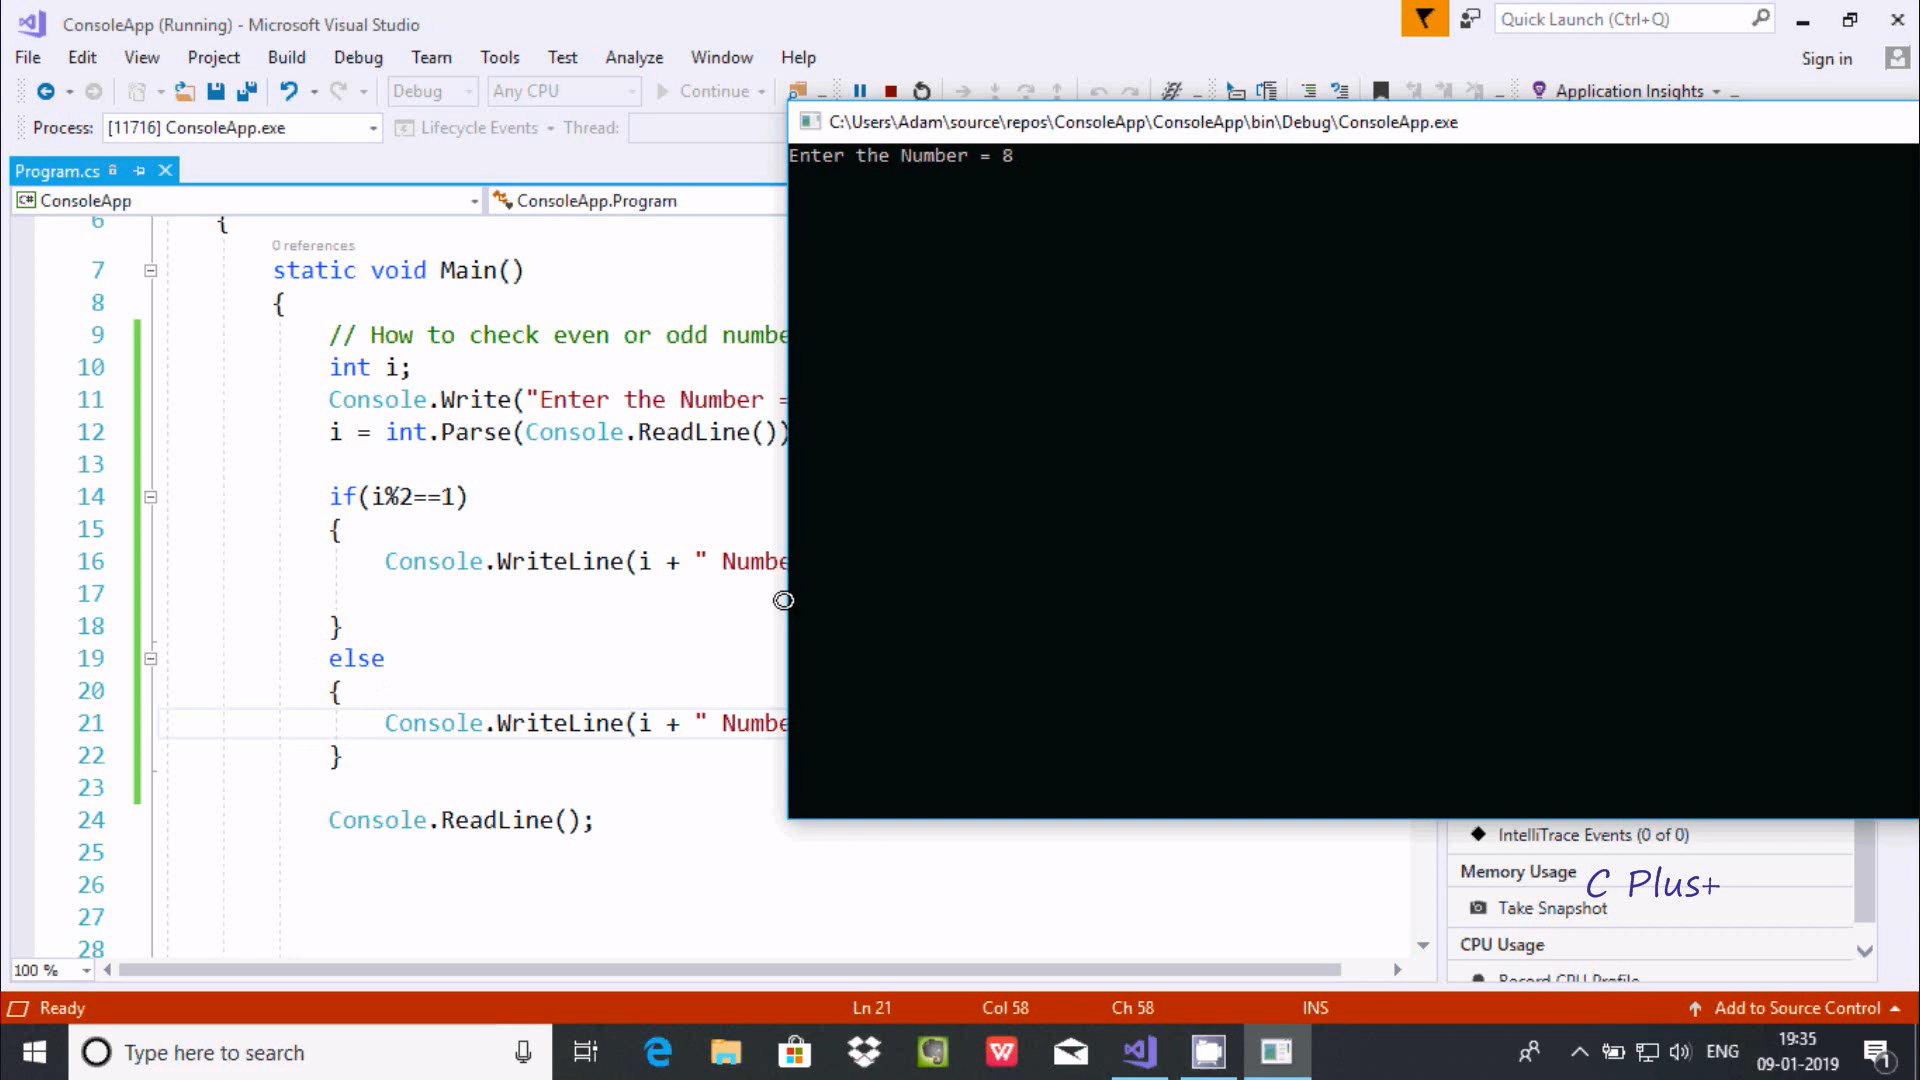 ConsoleApp (Running) - Microsoft Visual Studio
Quick Launch (Ctrl+Q)
File Edit View Project Build Debug Team Tools Test Analyze Window Help
Sign in
Debug Any CPU Continue Application Insights
Process: [11716] ConsoleApp.exe Lifecycle Events Thread:
C:\Users\Adam\source\repos\ConsoleApp\ConsoleApp\bin\Debug\ConsoleApp.exe
Enter the Number = 8
Program.cs
C# ConsoleApp ConsoleApp.Program
6 {
0 references
7 static void Main()
8 {
9 // How to check even or odd numbe
10 int i;
11 Console.Write("Enter the Number =
12 i = int.Parse(Console.ReadLine())
13
14 if(i%2==1)
15 {
16 Console.WriteLine(i + " Numbe
17
18 }
19 else
20 {
21 Console.WriteLine(i + " Numbe
22 }
23
24 Console.ReadLine();
25
26
27
28
IntelliTrace Events (0 of 0)
Memory Usage
C Plus+
Take Snapshot
CPU Usage
Record CPU Profile
100 %
Ready Ln 21 Col 58 Ch 58 INS Add to Source Control
Type here to search
ENG
19:35
09-01-2019
1